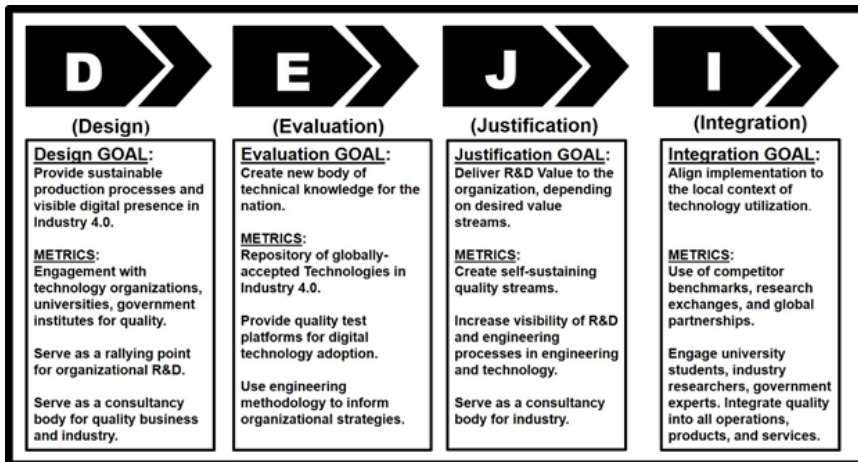 D
(Design)
Design GOAL:
Provide sustainable
production processes and
visible digital presence in
Industry 4.0.
METRICS:
Engagement with
technology organizations,
universities, government
institutes for quality.
Serve as a rallying point
for organizational R&D.
Serve as a consultancy
body for quality business
and industry.
E
(Evaluation)
Evaluation GOAL:
Create new body of
technical knowledge for the
nation.
METRICS:
Repository of globally-
accepted Technologies in
Industry 4.0.
Provide quality test
platforms for digital
technology adoption.
Use engineering
methodology to inform
organizational strategies.
J
(Justification)
Justification GOAL:
Deliver R&D Value to the
organization, depending
on desired value
streams.
METRICS:
Create self-sustaining
quality streams.
Increase visibility of R&D
and engineering
processes in engineering
and technology.
Serve as a consultancy
body for industry.
I
(Integration)
Integration GOAL:
Align implementation to
the local context of
technology utilization.
METRICS:
Use of competitor
benchmarks, research
exchanges, and global
partnerships.
Engage university
students, industry
researchers, government
experts. Integrate quality
into all operations,
products, and services.